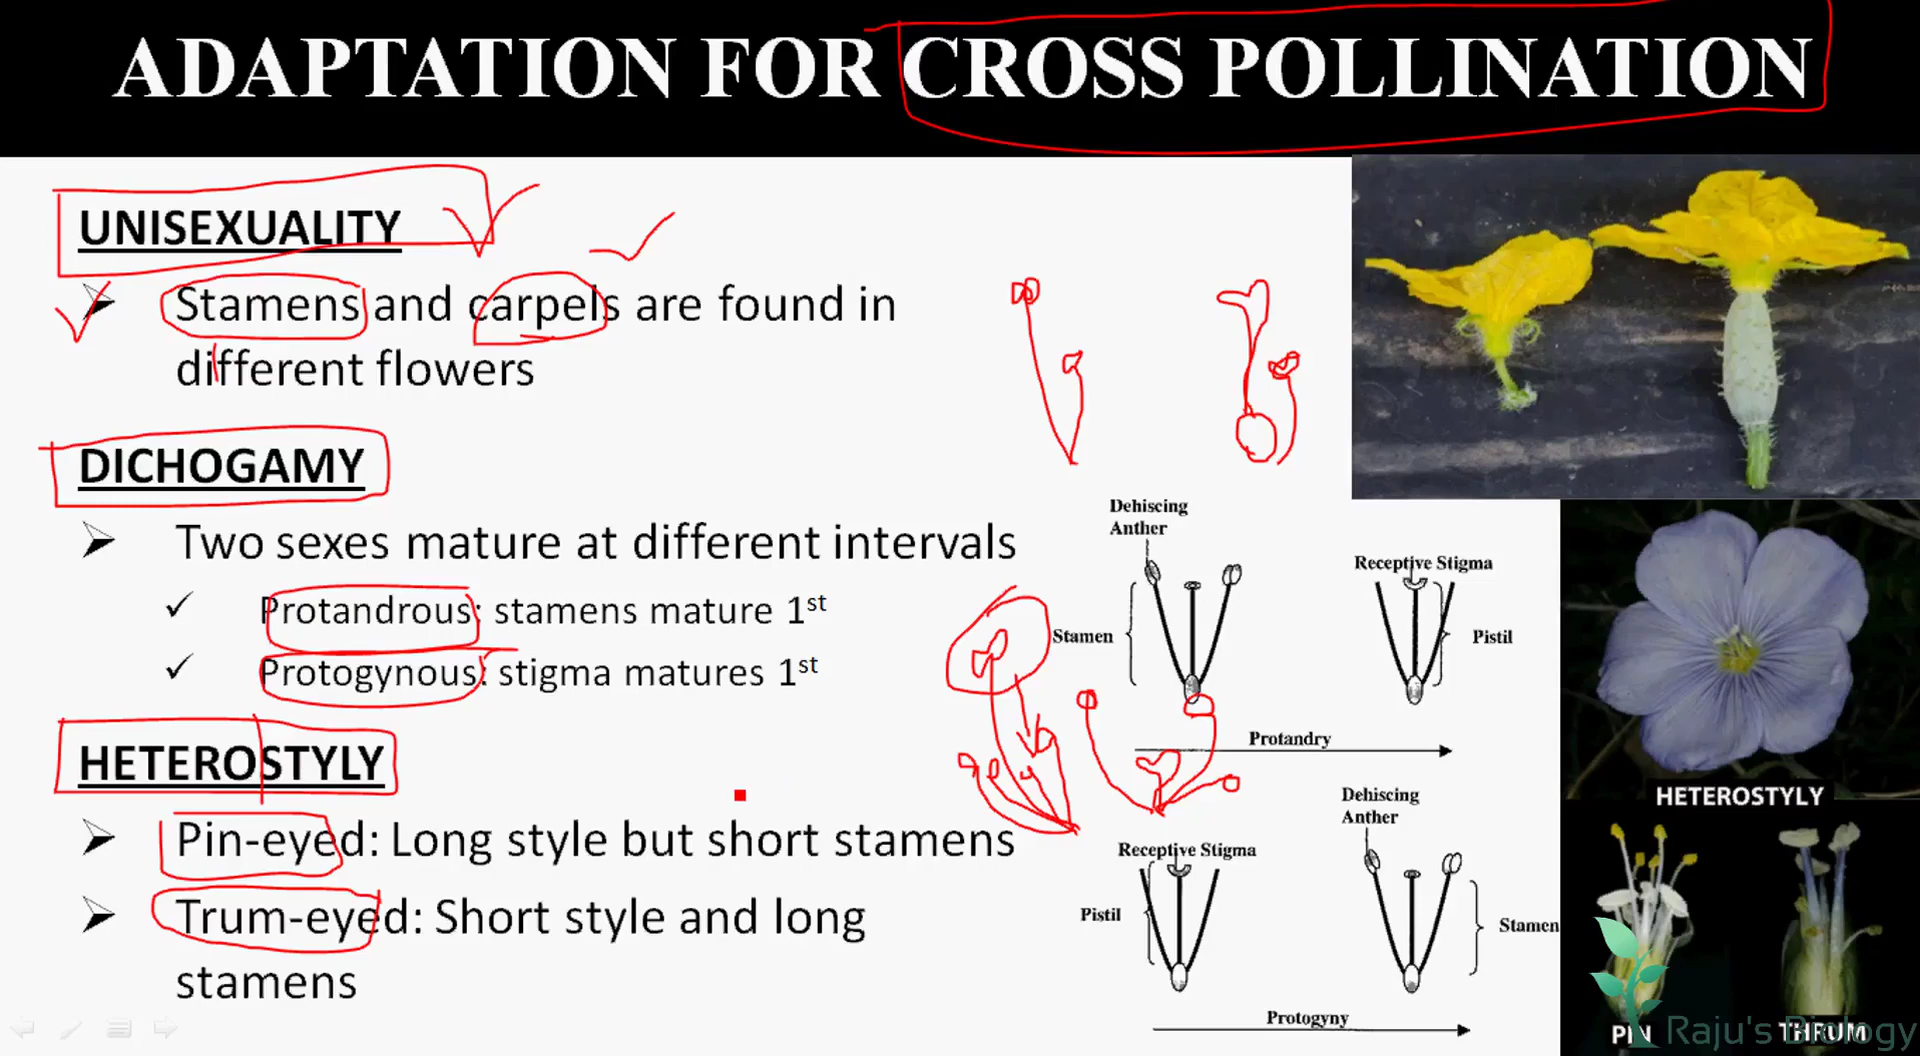 ADAPTATION FOR CROSS POLLINATION
UNISEXUALITY
Stamens and carpels are found in
different flowers
DICHOGAMY
Two sexes mature at different intervals
Protandrous: stamens mature 1st
Protogynous: stigma matures 1st
HETEROSTYLY
Pin-eyed: Long style but short stamens
Trum-eyed: Short style and long
stamens
Dehiscing
Anther
Receptive Stigma
Stamen
Pistil
Protandry
Dehiscing
Anther
Receptive Stigma
Pistil
Stamen
Protogyny
HETEROSTYLY
PIN
THRUM
Raju's Biology